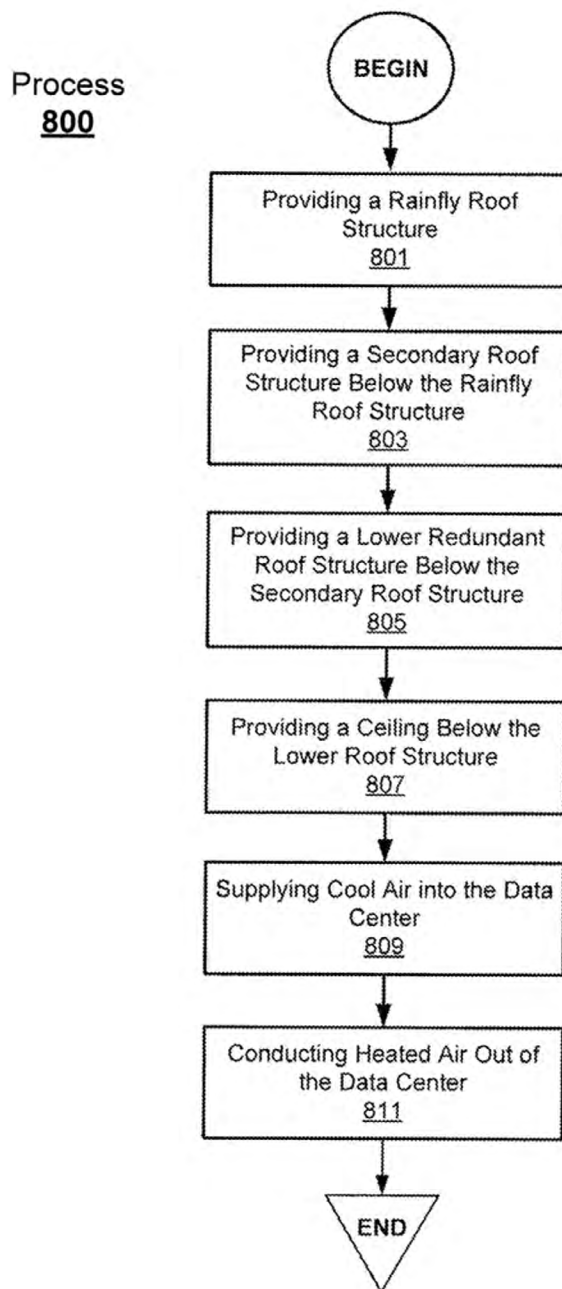 Process
800
BEGIN
Providing a Rainfly Roof
Structure
801
Providing a Secondary Roof
Structure Below the Rainfly
Roof Structure
803
Providing a Lower Redundant
Roof Structure Below the
Secondary Roof Structure
805
Providing a Ceiling Below the
Lower Roof Structure
807
Supplying Cool Air into the Data
Center
809
Conducting Heated Air Out of
the Data Center
811
END